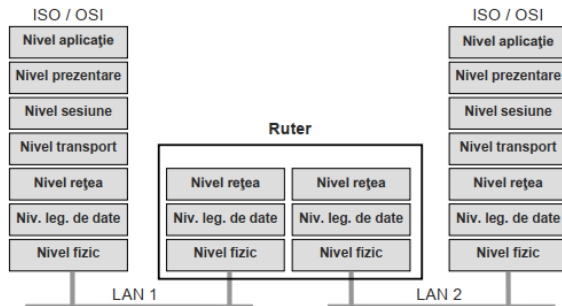 ISO / OSI
Nivel aplicaţie
Nivel prezentare
Nivel sesiune
Nivel transport
Nivel reţea
Niv. leg. de date
Nivel fizic
Ruter
Nivel reţea
Niv. leg. de date
Nivel fizic
Nivel reţea
Niv. leg. de date
Nivel fizic
ISO / OSI
Nivel aplicaţie
Nivel prezentare
Nivel sesiune
Nivel transport
Nivel reţea
Niv. leg. de date
Nivel fizic
LAN 1
LAN 2